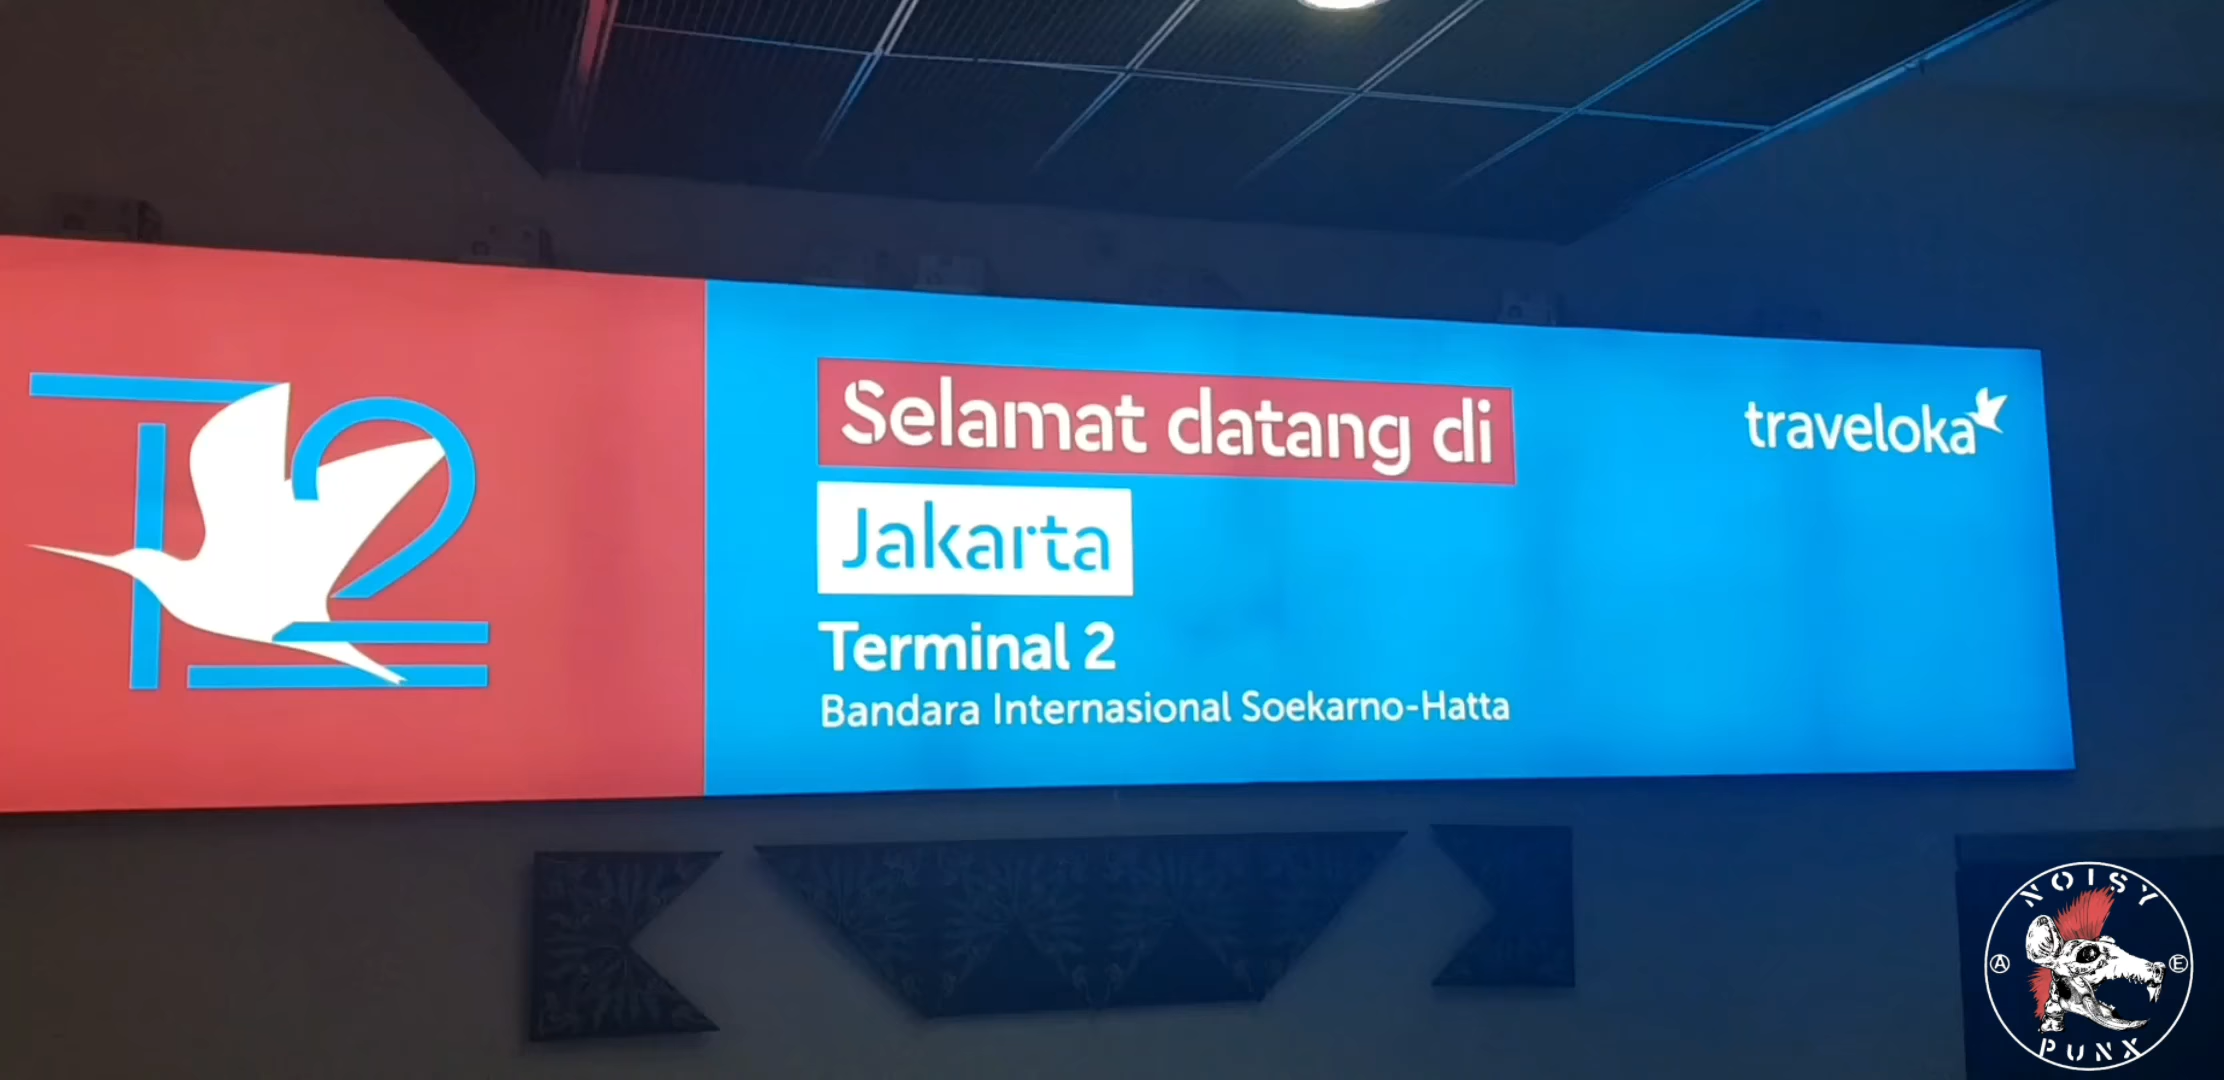 T2
Selamat datang di
Jakarta
Terminal 2
Bandara Internasional Soekarno-Hatta
traveloka
NOISY
A E
PUNX